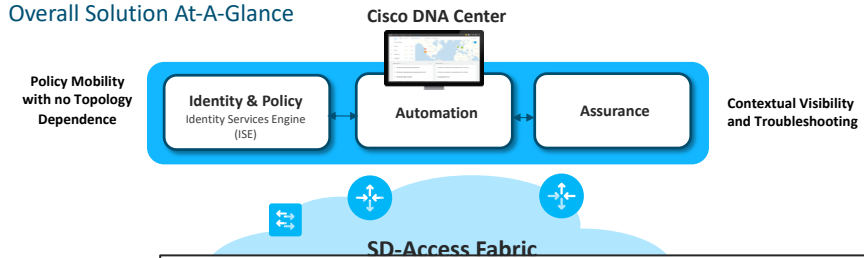 Overall Solution At-A-Glance
Cisco DNA Center
Policy Mobility
with no Topology
Dependence
Identity & Policy
Identity Services Engine
(ISE)
Automation
Assurance
Contextual Visibility
and Troubleshooting
SD-Access Fabric